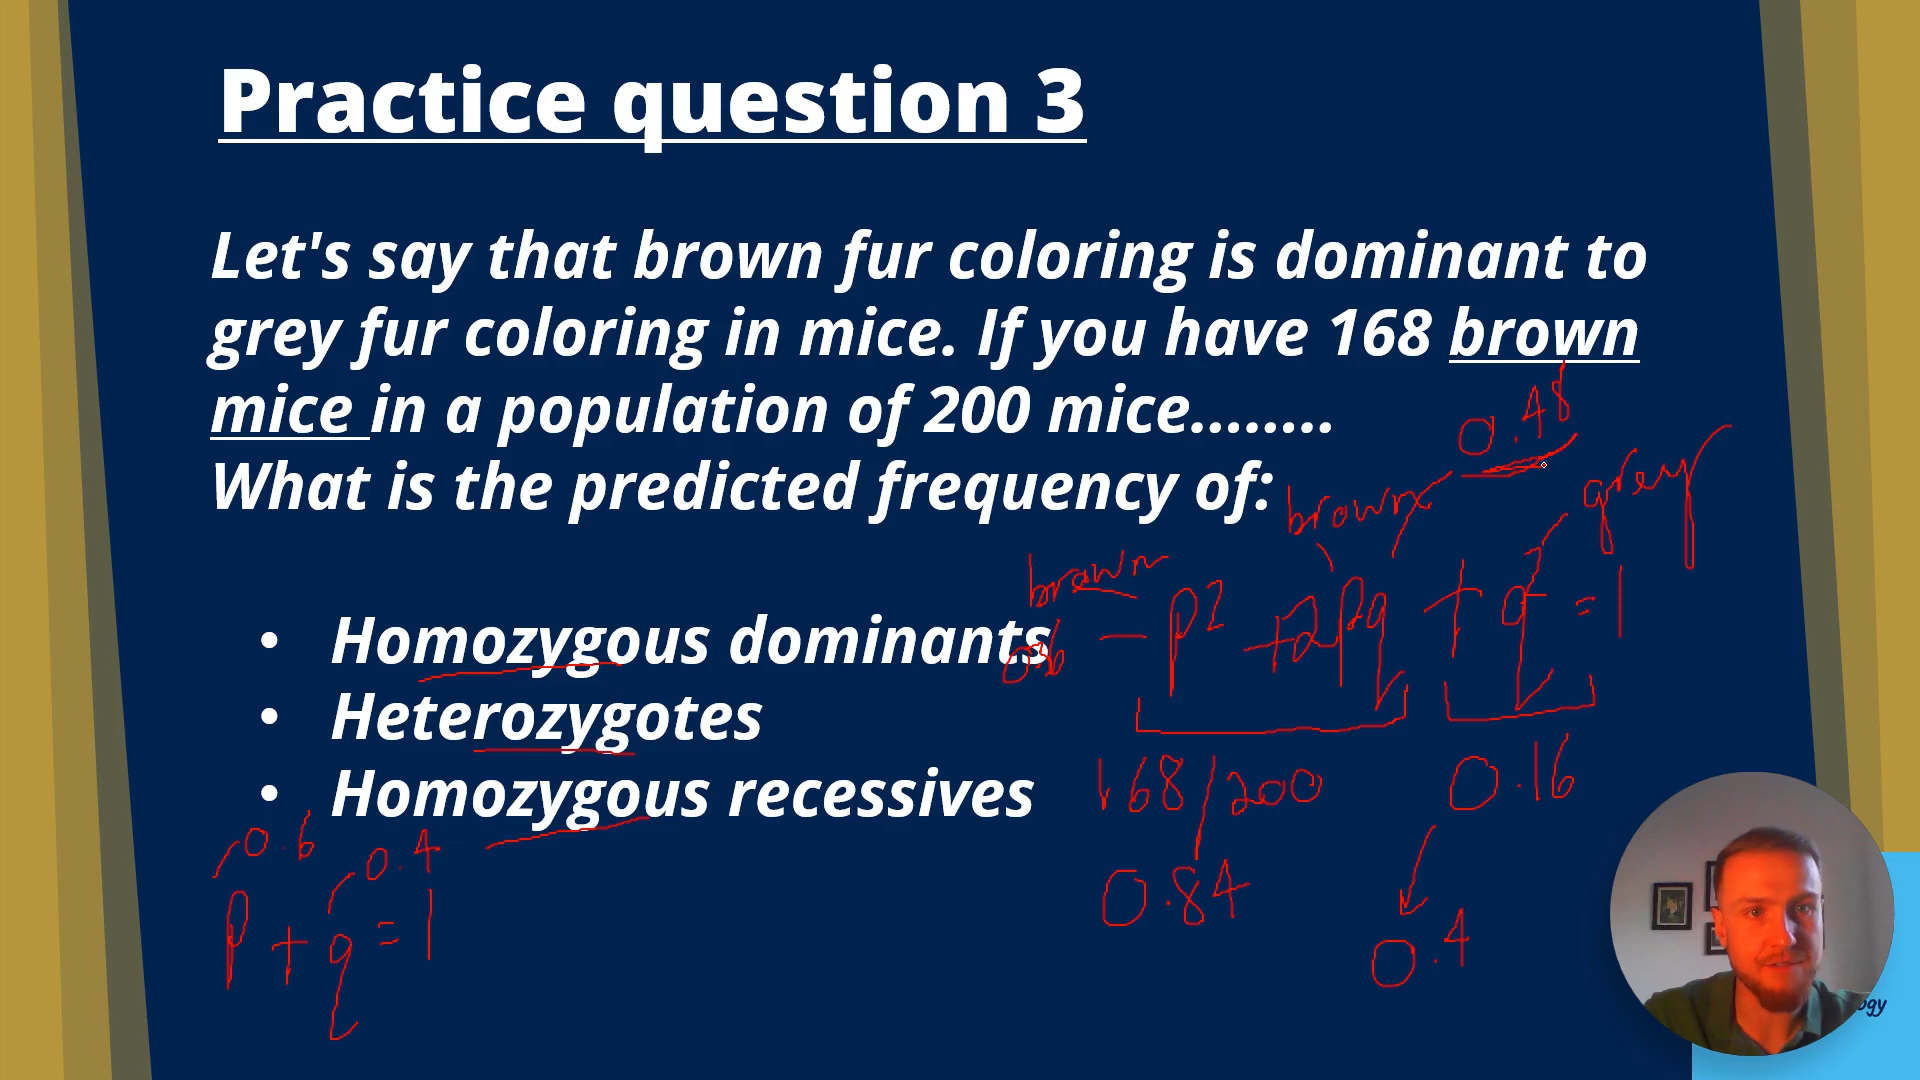 Practice question 3
Let's say that brown fur coloring is dominant to
grey fur coloring in mice. If you have 168 brown
mice in a population of 200 mice........
What is the predicted frequency of:
0.48
brown
grey
brown
• Homozygous dominants
0.6
p² + 2pq + q² = 1
• Heterozygotes
• Homozygous recessives
168/200
0.16
0.84
0.4
0.6
0.4
p + q = 1
ogy